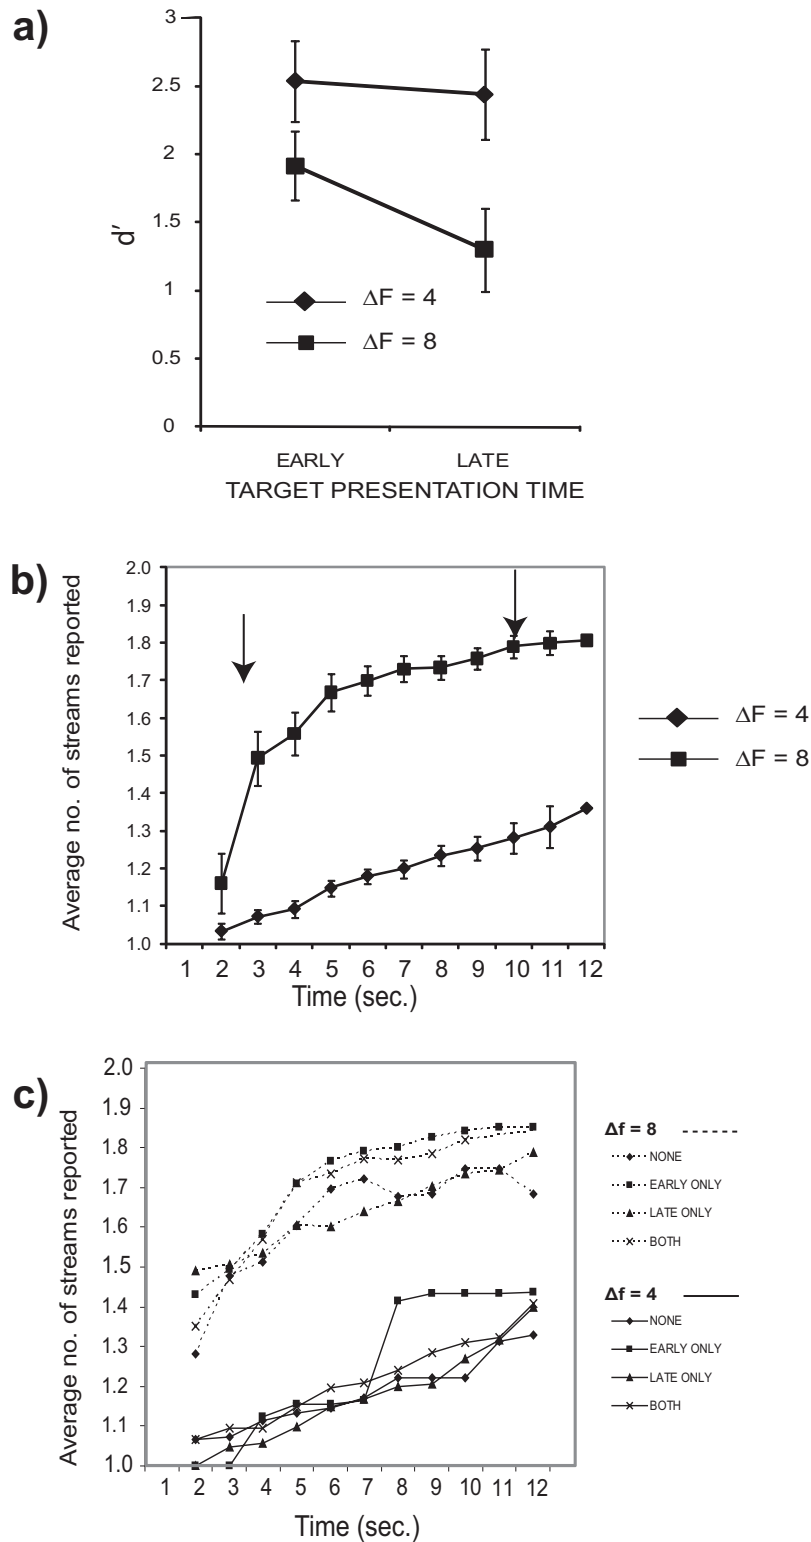 a)
3
2.5
2
1.5
1
0.5
0
d′
ΔF = 4
ΔF = 8
EARLY LATE
TARGET PRESENTATION TIME
b)
Average no. of streams reported
2.0
1.9
1.8
1.7
1.6
1.5
1.4
1.3
1.2
1.1
1.0
1 2 3 4 5 6 7 8 9 10 11 12
Time (sec.)
ΔF = 4
ΔF = 8
c)
Average no. of streams reported
2.0
1.9
1.8
1.7
1.6
1.5
1.4
1.3
1.2
1.1
1.0
1 2 3 4 5 6 7 8 9 10 11 12
Time (sec.)
Δf = 8
NONE
EARLY ONLY
LATE ONLY
BOTH
Δf = 4
NONE
EARLY ONLY
LATE ONLY
BOTH